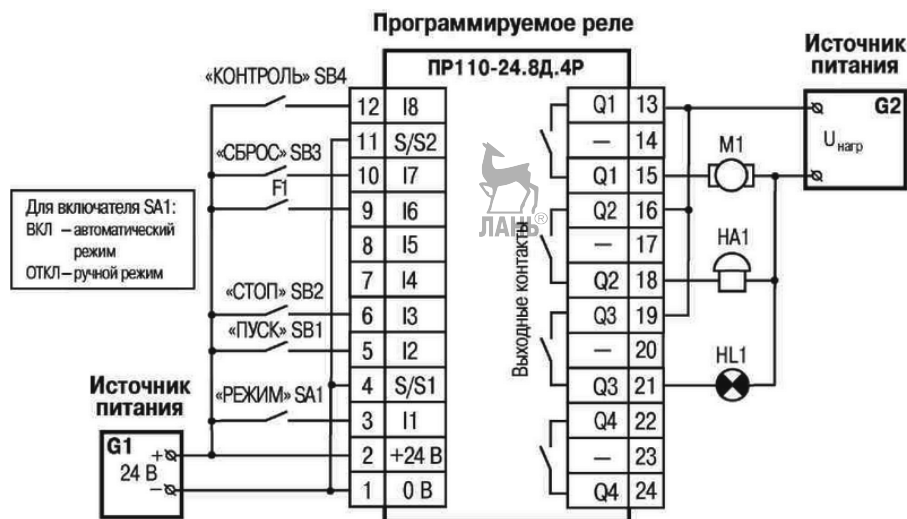 Программируемое реле
ПР110-24.8Д.4Р
Источник
питания
G2
U нагр
«КОНТРОЛЬ» SB4
12 I8
11 S/S2
«СБРОС» SB3
10 I7
F1
9 I6
8 I5
7 I4
«СТОП» SB2
6 I3
«ПУСК» SB1
5 I2
4 S/S1
«РЕЖИМ» SA1
3 I1
2 +24 В
1 0 В
Для включателя SA1:
ВКЛ – автоматический
режим
ОТКЛ – ручной режим
Источник
питания
G1
+
24 В
–
Выходные контакты
Q1 13
– 14
Q1 15
Q2 16
– 17
Q2 18
Q3 19
– 20
Q3 21
Q4 22
– 23
Q4 24
M1
HA1
HL1
ЛАНЬ®